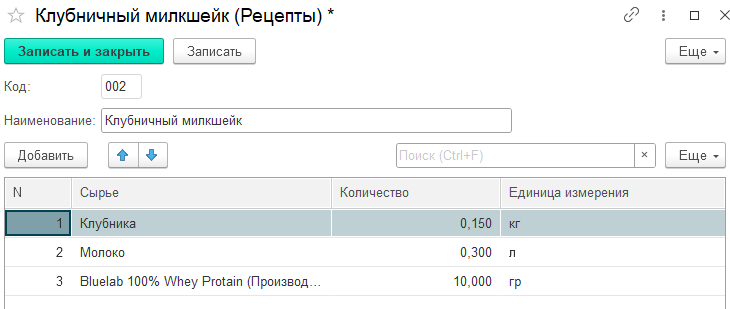 Клубничный милкшейк (Рецепты) *
Записать и закрыть Записать Еще
Код: 002
Наименование: Клубничный милкшейк
Добавить Поиск (Ctrl+F) × Еще
N Сырье Количество Единица измерения
1 Клубника 0,150 кг
2 Молоко 0,300 л
3 Bluelab 100% Whey Protain (Производ... 10,000 гр